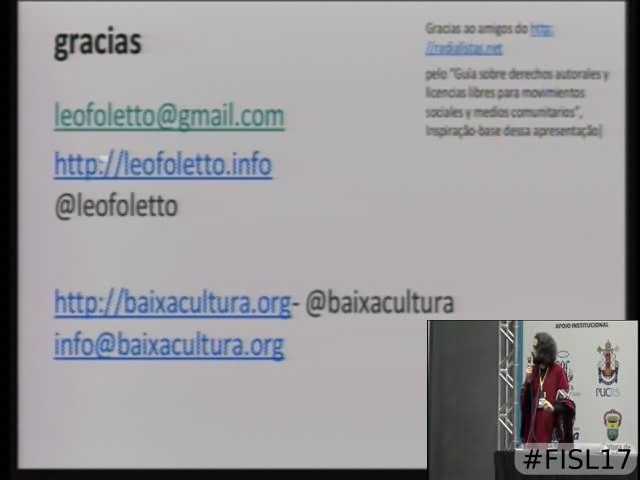 gracias
Gracias ao amigos do http:
//radialistas.net
pelo "Guia sobre derechos autorales y
licencias libres para movimientos
sociales y medios comunitarios",
Inspiração-base dessa apresentação]
leofoletto@gmail.com
http://leofoletto.info
@leofoletto
http://baixacultura.org- @baixacultura
info@baixacultura.org
APOIO INSTITUCIONAL
PUCRS
#FISL17